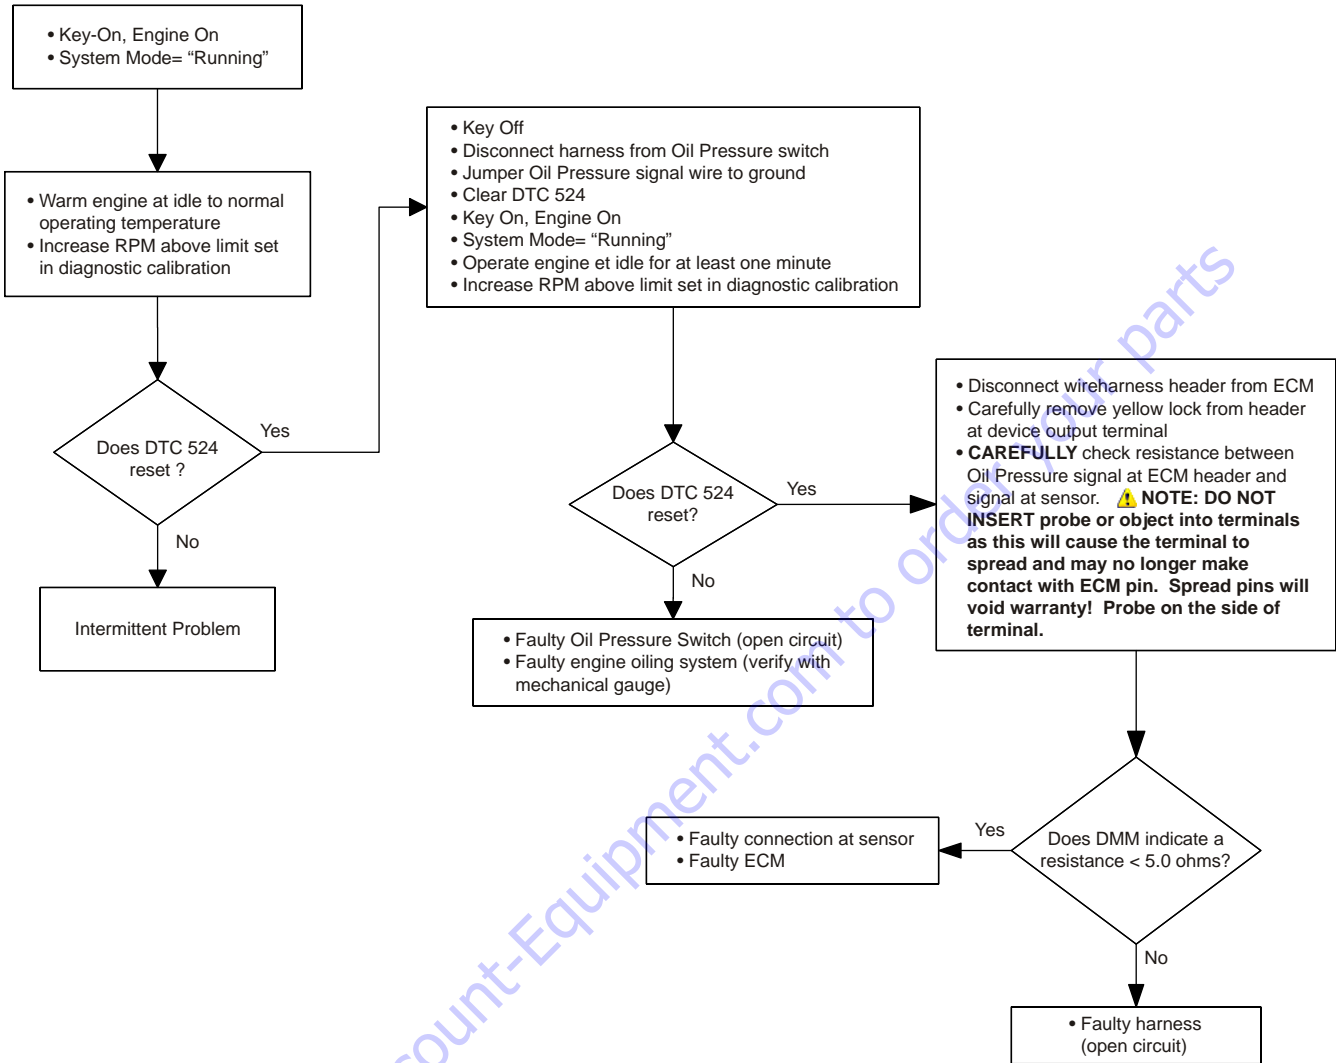 • Key-On, Engine On
• System Mode= “Running”
• Warm engine at idle to normal
operating temperature
• Increase RPM above limit set
in diagnostic calibration
Does DTC 524
reset ?
Yes
No
Intermittent Problem
• Key Off
• Disconnect harness from Oil Pressure switch
• Jumper Oil Pressure signal wire to ground
• Clear DTC 524
• Key On, Engine On
• System Mode= “Running”
• Operate engine et idle for at least one minute
• Increase RPM above limit set in diagnostic calibration
Does DTC 524
reset?
Yes
No
• Faulty Oil Pressure Switch (open circuit)
• Faulty engine oiling system (verify with
mechanical gauge)
• Disconnect wireharness header from ECM
• Carefully remove yellow lock from header
at device output terminal
• CAREFULLY check resistance between
Oil Pressure signal at ECM header and
signal at sensor. NOTE: DO NOT
INSERT probe or object into terminals
as this will cause the terminal to
spread and may no longer make
contact with ECM pin. Spread pins will
void warranty! Probe on the side of
terminal.
Does DMM indicate a
resistance < 5.0 ohms?
Yes
• Faulty connection at sensor
• Faulty ECM
No
• Faulty harness
(open circuit)
ount-Equipment.com to order your parts